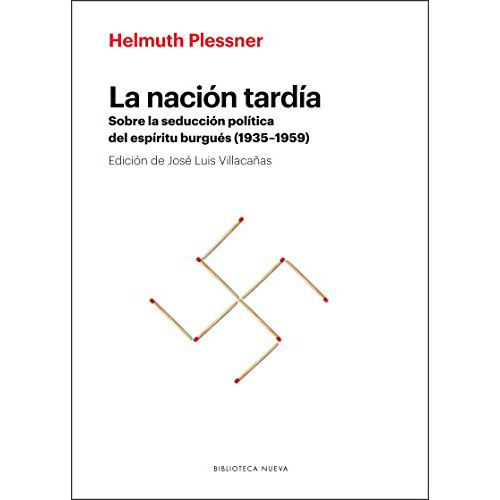 Helmuth Plessner
La nación tardía
Sobre la seducción política
del espíritu burgués (1935–1959)
Edición de José Luis Villacañas
BIBLIOTECA NUEVA